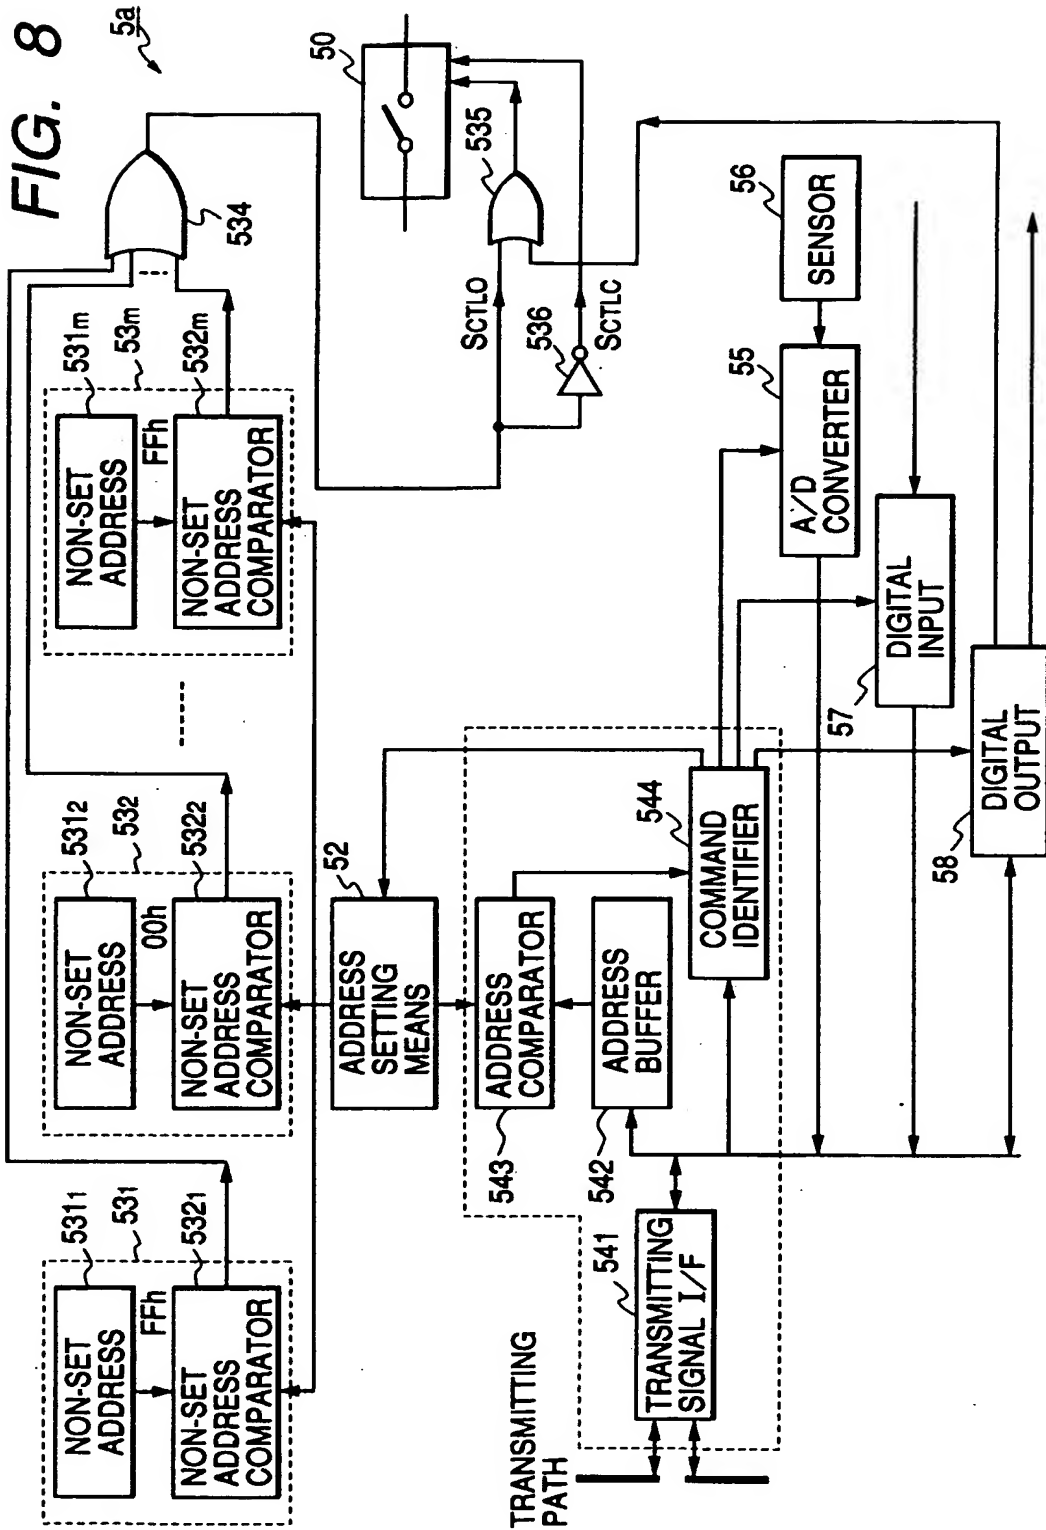 FIG. 8
5a
531₁
531
NON-SET
ADDRESS
FFh
532₁
NON-SET
ADDRESS
COMPARATOR
531₂
532
NON-SET
ADDRESS
00h
532₂
NON-SET
ADDRESS
COMPARATOR
531m
53m
NON-SET
ADDRESS
FFh
532m
NON-SET
ADDRESS
COMPARATOR
534
50
535
SCTLO
536
SCTLC
52
ADDRESS
SETTING
MEANS
543
ADDRESS
COMPARATOR
542
ADDRESS
BUFFER
544
COMMAND
IDENTIFIER
541
TRANSMITTING
SIGNAL I/F
TRANSMITTING
PATH
55
A/D
CONVERTER
56
SENSOR
57
DIGITAL
INPUT
58
DIGITAL
OUTPUT